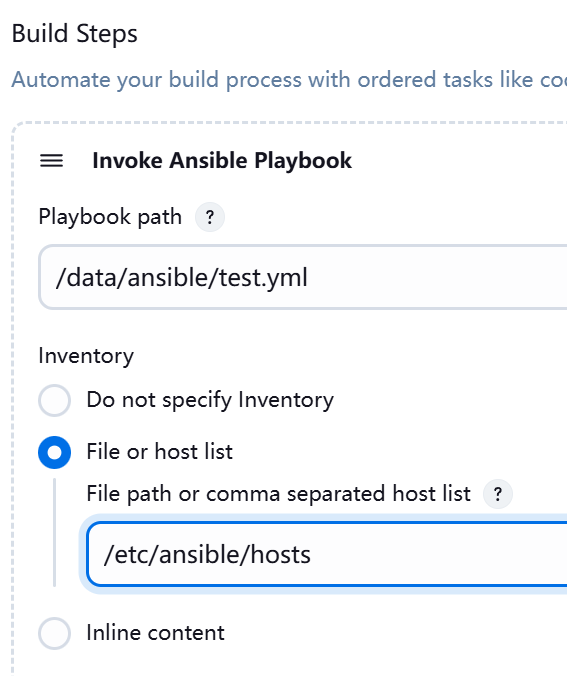 Build Steps
Automate your build process with ordered tasks like
Invoke Ansible Playbook
Playbook path ?
/data/ansible/test.yml
Inventory
Do not specify Inventory
File or host list
File path or comma separated host list ?
/etc/ansible/hosts
Inline content